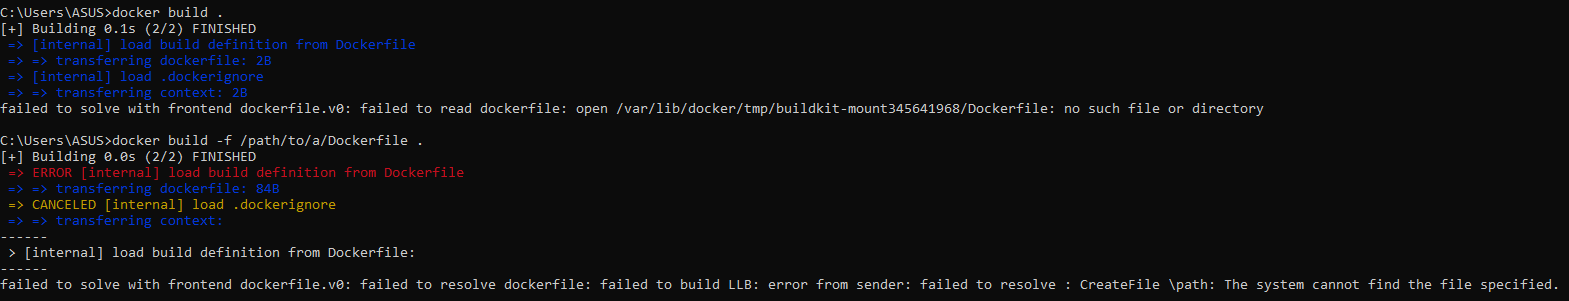 C:\Users\ASUS>docker build .
[+] Building 0.1s (2/2) FINISHED
=> [internal] load build definition from Dockerfile
=> => transferring dockerfile: 2B
=> [internal] load .dockerignore
=> => transferring context: 2B
failed to solve with frontend dockerfile.v0: failed to read dockerfile: open /var/lib/docker/tmp/buildkit-mount345641968/Dockerfile: no such file or directory
C:\Users\ASUS>docker build -f /path/to/a/Dockerfile .
[+] Building 0.0s (2/2) FINISHED
=> ERROR [internal] load build definition from Dockerfile
=> => transferring dockerfile: 84B
=> CANCELED [internal] load .dockerignore
=> => transferring context:
------
> [internal] load build definition from Dockerfile:
------
failed to solve with frontend dockerfile.v0: failed to resolve dockerfile: failed to build LLB: error from sender: failed to resolve : CreateFile \path: The system cannot find the file specified.